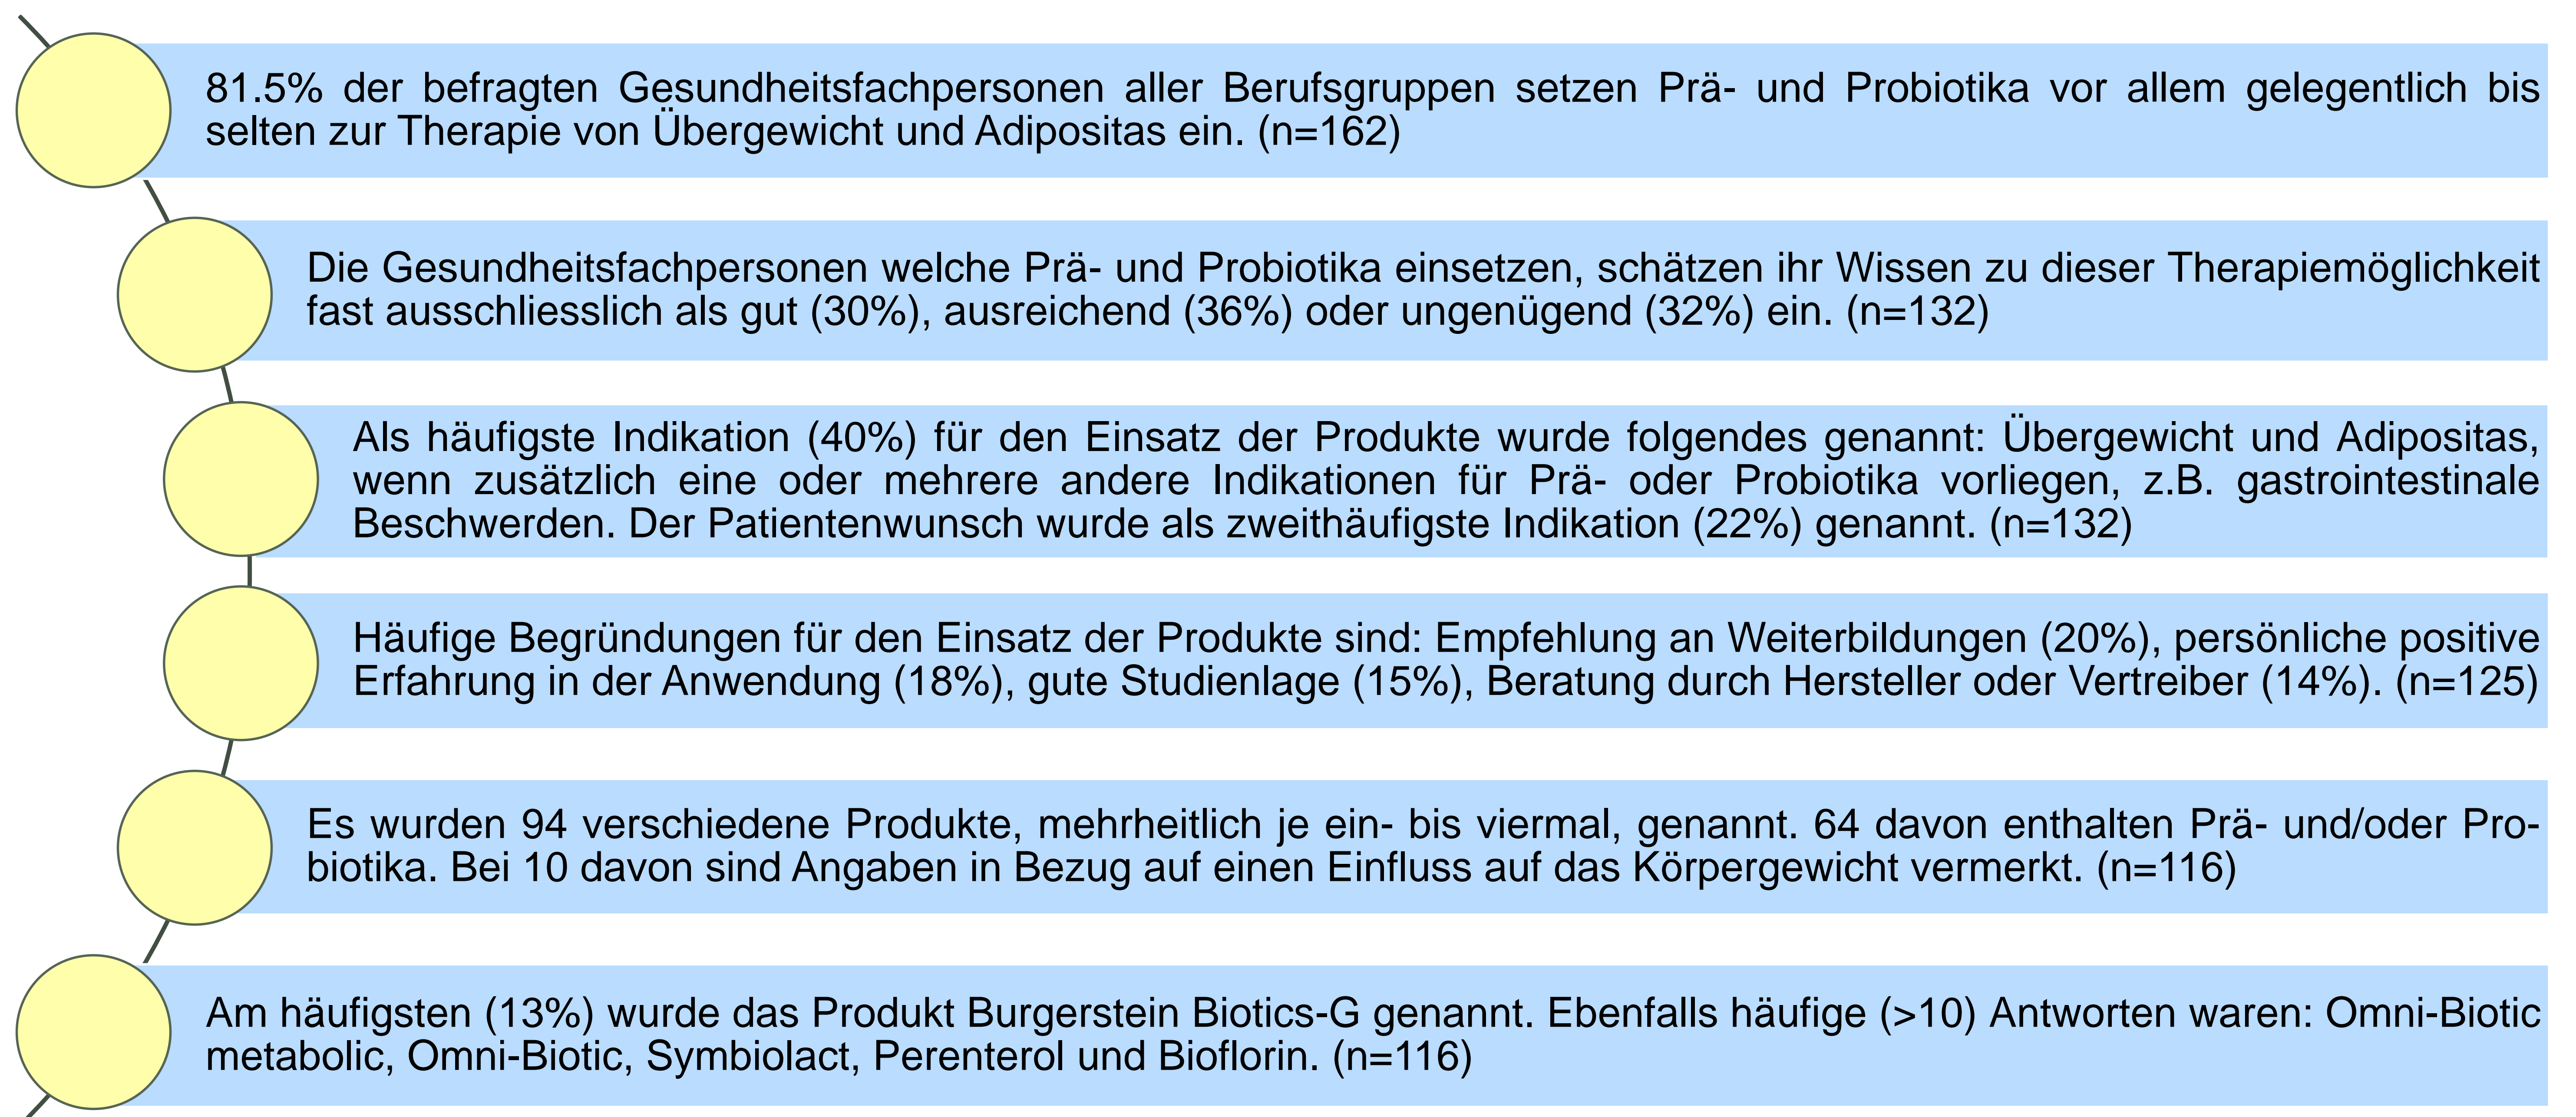 81.5% der befragten Gesundheitsfachpersonen aller Berufsgruppen setzen Prä- und Probiotika vor allem gelegentlich bis
selten zur Therapie von Übergewicht und Adipositas ein. (n=162)
Die Gesundheitsfachpersonen welche Prä- und Probiotika einsetzen, schätzen ihr Wissen zu dieser Therapiemöglichkeit
fast ausschliesslich als gut (30%), ausreichend (36%) oder ungenügend (32%) ein. (n=132)
Als häufigste Indikation (40%) für den Einsatz der Produkte wurde folgendes genannt: Übergewicht und Adipositas,
wenn zusätzlich eine oder mehrere andere Indikationen für Prä- oder Probiotika vorliegen, z.B. gastrointestinale
Beschwerden. Der Patientenwunsch wurde als zweithäufigste Indikation (22%) genannt. (n=132)
Häufige Begründungen für den Einsatz der Produkte sind: Empfehlung an Weiterbildungen (20%), persönliche positive
Erfahrung in der Anwendung (18%), gute Studienlage (15%), Beratung durch Hersteller oder Vertreiber (14%). (n=125)
Es wurden 94 verschiedene Produkte, mehrheitlich je ein- bis viermal, genannt. 64 davon enthalten Prä- und/oder Pro-
biotika. Bei 10 davon sind Angaben in Bezug auf einen Einfluss auf das Körpergewicht vermerkt. (n=116)
Am häufigsten (13%) wurde das Produkt Burgerstein Biotics-G genannt. Ebenfalls häufige (>10) Antworten waren: Omni-Biotic
metabolic, Omni-Biotic, Symbiolact, Perenterol und Bioflorin. (n=116)